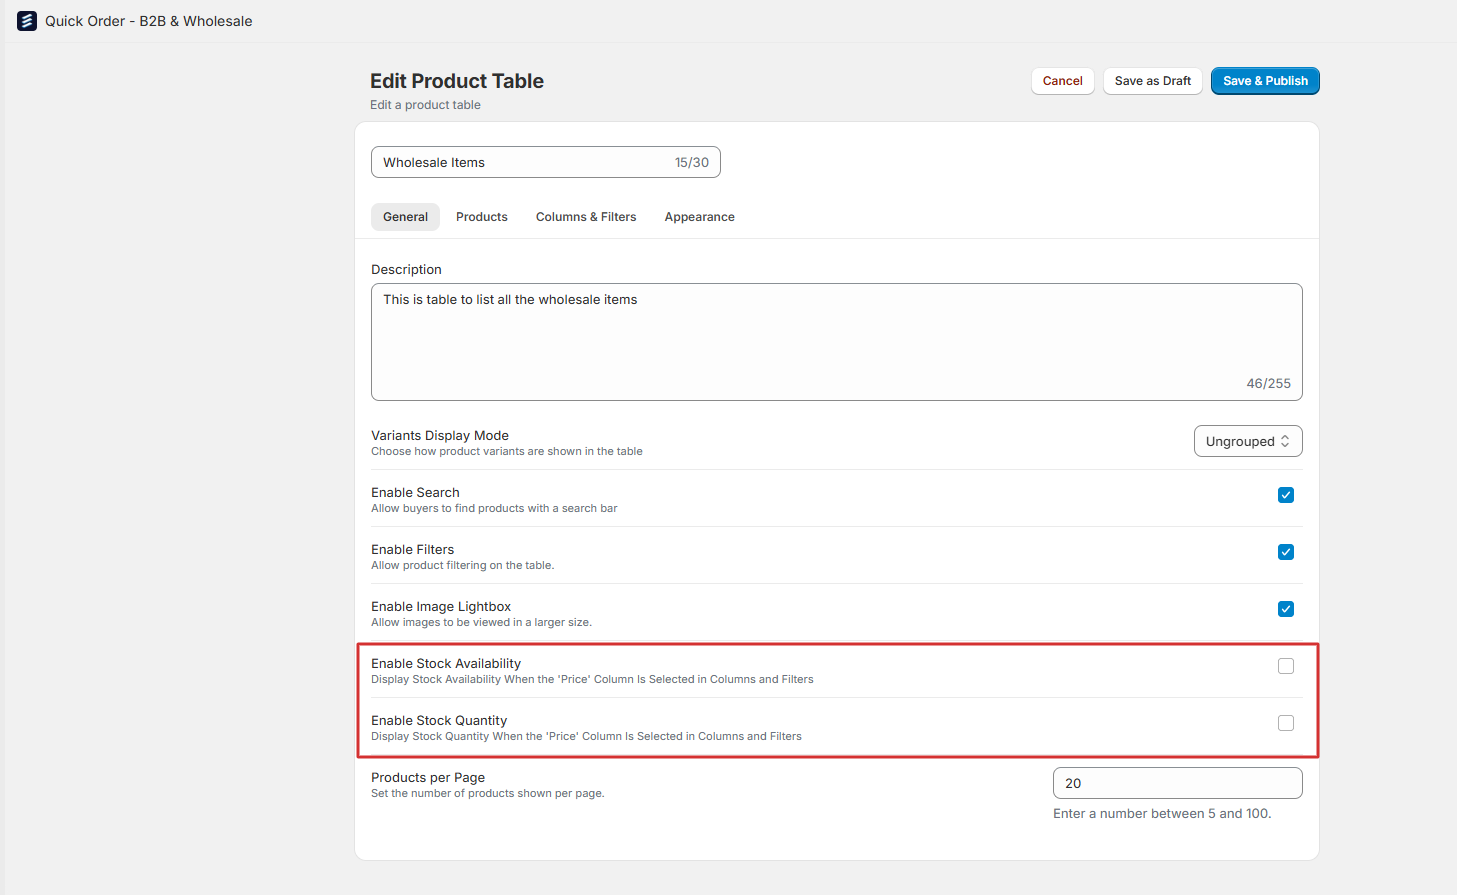 Quick Order - B2B & Wholesale
Edit Product Table
Edit a product table
Cancel
Save as Draft
Save & Publish
Wholesale Items 15/30
General Products Columns & Filters Appearance
Description
This is table to list all the wholesale items
46/255
Variants Display Mode
Choose how product variants are shown in the table
Ungrouped
Enable Search
Allow buyers to find products with a search bar
Enable Filters
Allow product filtering on the table.
Enable Image Lightbox
Allow images to be viewed in a larger size.
Enable Stock Availability
Display Stock Availability When the 'Price' Column Is Selected in Columns and Filters
Enable Stock Quantity
Display Stock Quantity When the 'Price' Column Is Selected in Columns and Filters
Products per Page
Set the number of products shown per page.
20
Enter a number between 5 and 100.